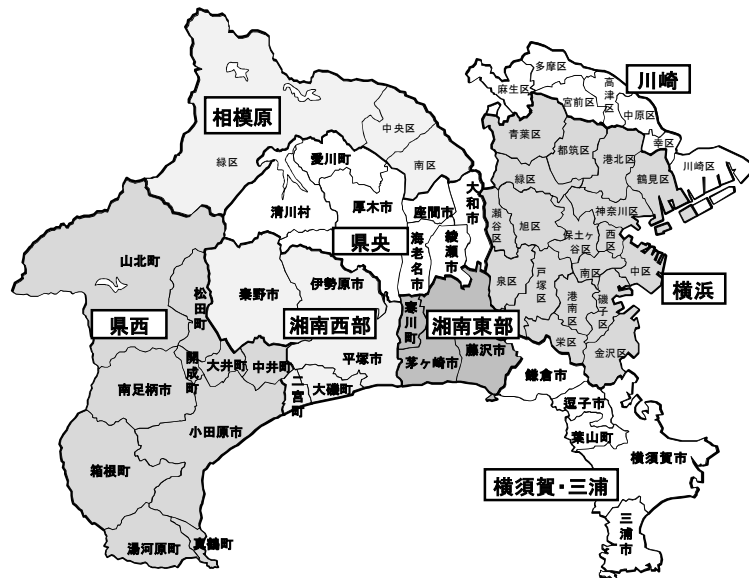 川崎
多摩区
麻生区
高津区
宮前区
中原区
幸区
川崎区
相模原
中央区
緑区
南区
横浜
青葉区
都筑区
港北区
緑区
鶴見区
瀬谷区
旭区
神奈川区
保土ヶ谷区
西区
中区
泉区
戸塚区
南区
港南区
磯子区
栄区
金沢区
県央
愛川町
清川村
厚木市
座間市
大和市
海老名市
綾瀬市
県西
山北町
松田町
開成町
大井町
中井町
南足柄市
小田原市
箱根町
湯河原町
真鶴町
湘南西部
秦野市
伊勢原市
平塚市
二宮町
大磯町
湘南東部
寒川町
茅ヶ崎市
藤沢市
横須賀・三浦
鎌倉市
逗子市
葉山町
横須賀市
三浦市